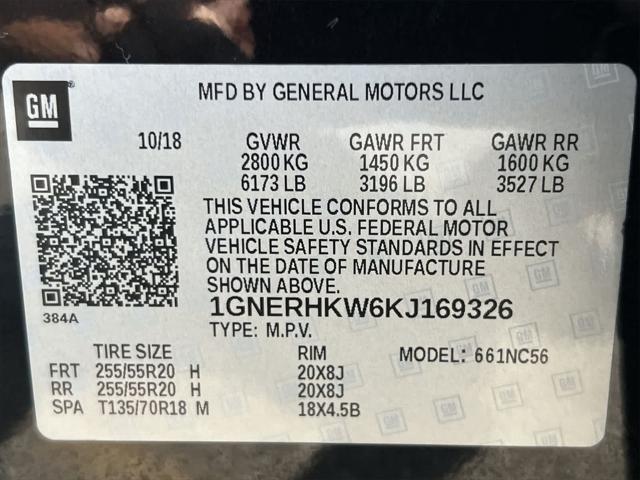 GM
MFD BY GENERAL MOTORS LLC
10/18 GVWR GAWR FRT GAWR RR
2800 KG 1450 KG 1600 KG
6173 LB 3196 LB 3527 LB
THIS VEHICLE CONFORMS TO ALL
APPLICABLE U.S. FEDERAL MOTOR
VEHICLE SAFETY STANDARDS IN EFFECT
ON THE DATE OF MANUFACTURE
SHOWN ABOVE.
384A
1GNERHKW6KJ169326
TYPE: M.P.V.
TIRE SIZE RIM MODEL: 661NC56
FRT 255/55R20 H 20X8J
RR 255/55R20 H 20X8J
SPA T135/70R18 M 18X4.5B